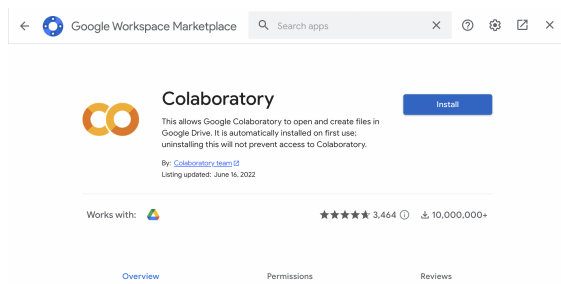 Google Workspace Marketplace
Search apps
Colaboratory
Install
This allows Google Colaboratory to open and create files in
Google Drive. It is automatically installed on first use;
uninstalling this will not prevent access to Colaboratory.
By: Colaboratory team
Listing updated: June 16, 2022
Works with:
3,464
10,000,000+
Overview
Permissions
Reviews